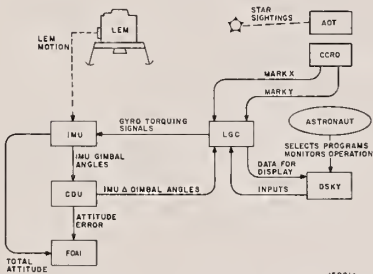 STAR
SIGHTINGS
AOT
LEM
LEM
MOTION
CCRD
MARK X
MARK Y
ASTRONAUT
GYRO TORQUING
SIGNALS
IMU
LGC
SELECTS PROGRAMS
MONITORS OPERATION
IMU GIMBAL
ANGLES
DATA FOR
DISPLAY
CDU
IMU Δ GIMBAL ANGLES
INPUTS
DSKY
ATTITUDE
ERROR
FDAI
TOTAL
ATTITUDE